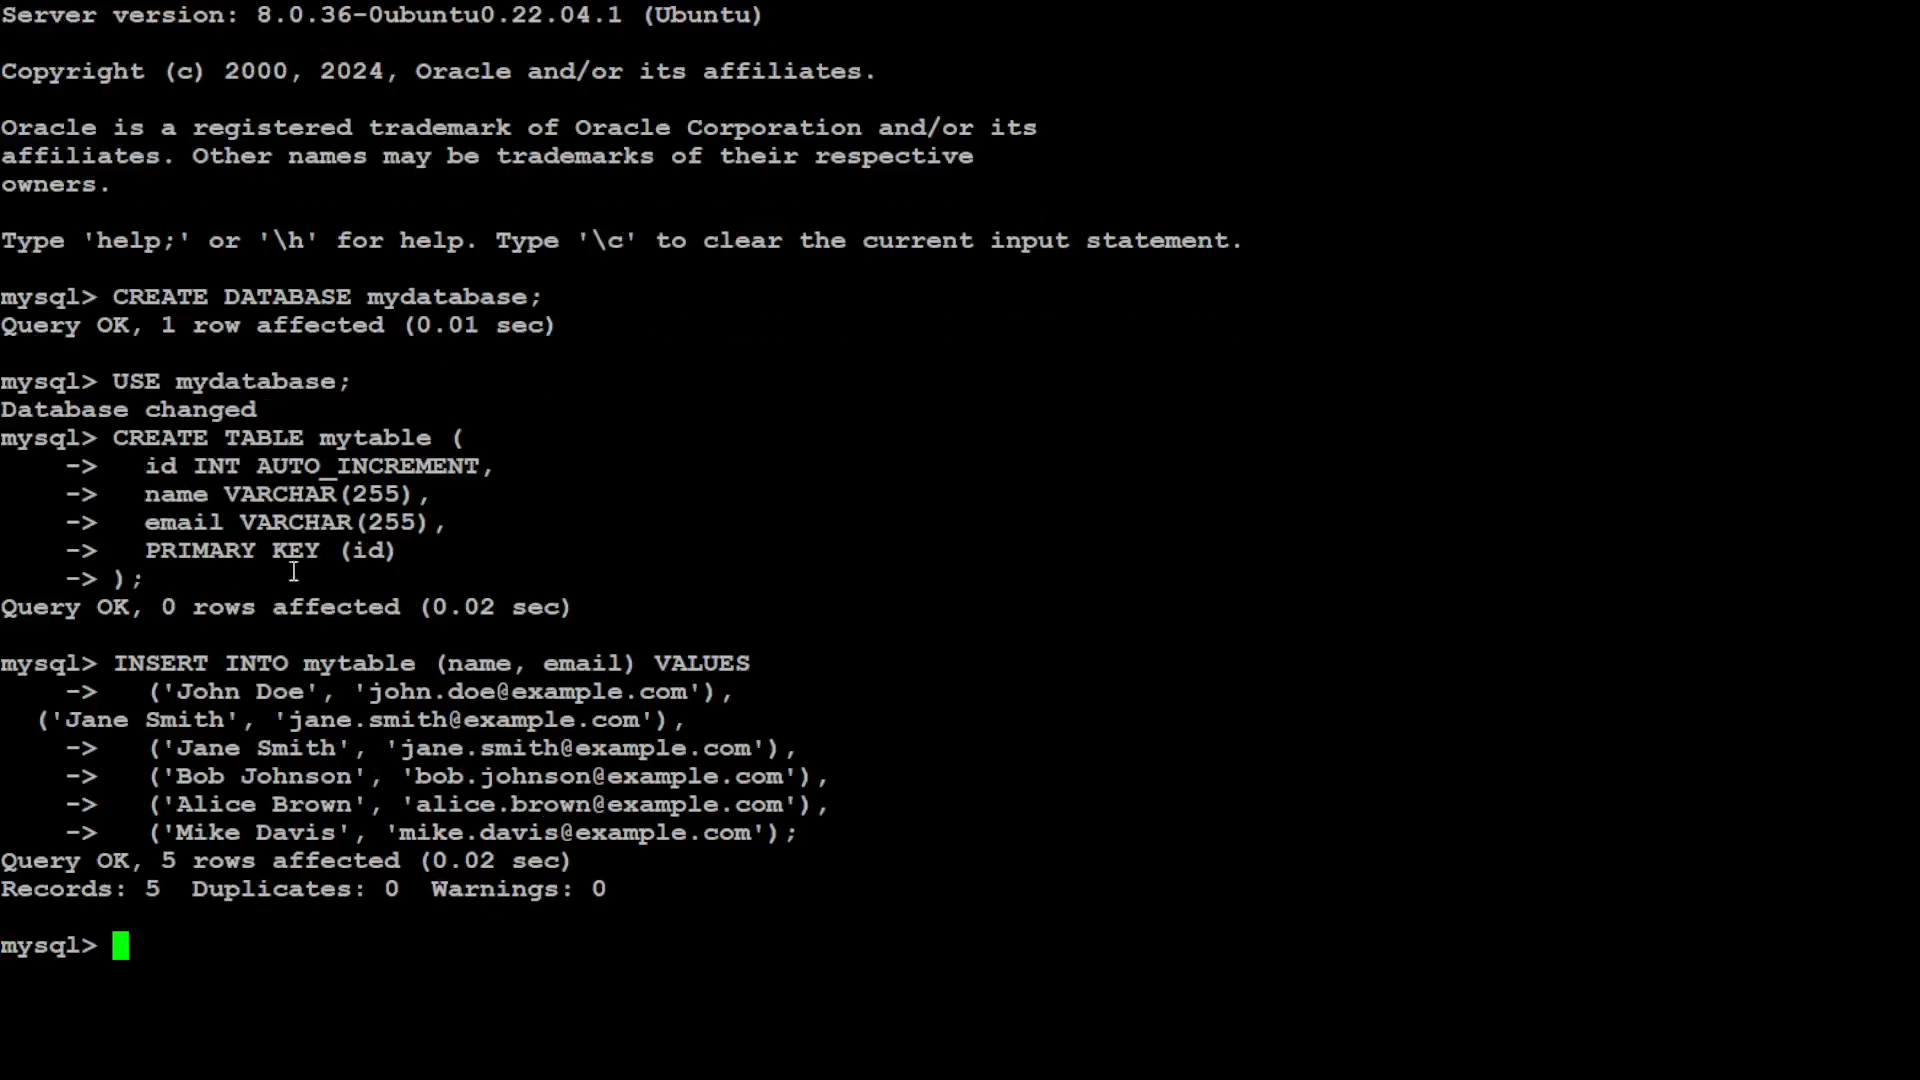 Server version: 8.0.36-0ubuntu0.22.04.1 (Ubuntu)
Copyright (c) 2000, 2024, Oracle and/or its affiliates.
Oracle is a registered trademark of Oracle Corporation and/or its
affiliates. Other names may be trademarks of their respective
owners.
Type 'help;' or '\h' for help. Type '\c' to clear the current input statement.
mysql> CREATE DATABASE mydatabase;
Query OK, 1 row affected (0.01 sec)
mysql> USE mydatabase;
Database changed
mysql> CREATE TABLE mytable (
    ->   id INT AUTO_INCREMENT,
    ->   name VARCHAR(255),
    ->   email VARCHAR(255),
    ->   PRIMARY KEY (id)
    -> );
Query OK, 0 rows affected (0.02 sec)
mysql> INSERT INTO mytable (name, email) VALUES
    ->   ('John Doe', 'john.doe@example.com'),
  ('Jane Smith', 'jane.smith@example.com'),
    ->   ('Jane Smith', 'jane.smith@example.com'),
    ->   ('Bob Johnson', 'bob.johnson@example.com'),
    ->   ('Alice Brown', 'alice.brown@example.com'),
    ->   ('Mike Davis', 'mike.davis@example.com');
Query OK, 5 rows affected (0.02 sec)
Records: 5  Duplicates: 0  Warnings: 0
mysql>